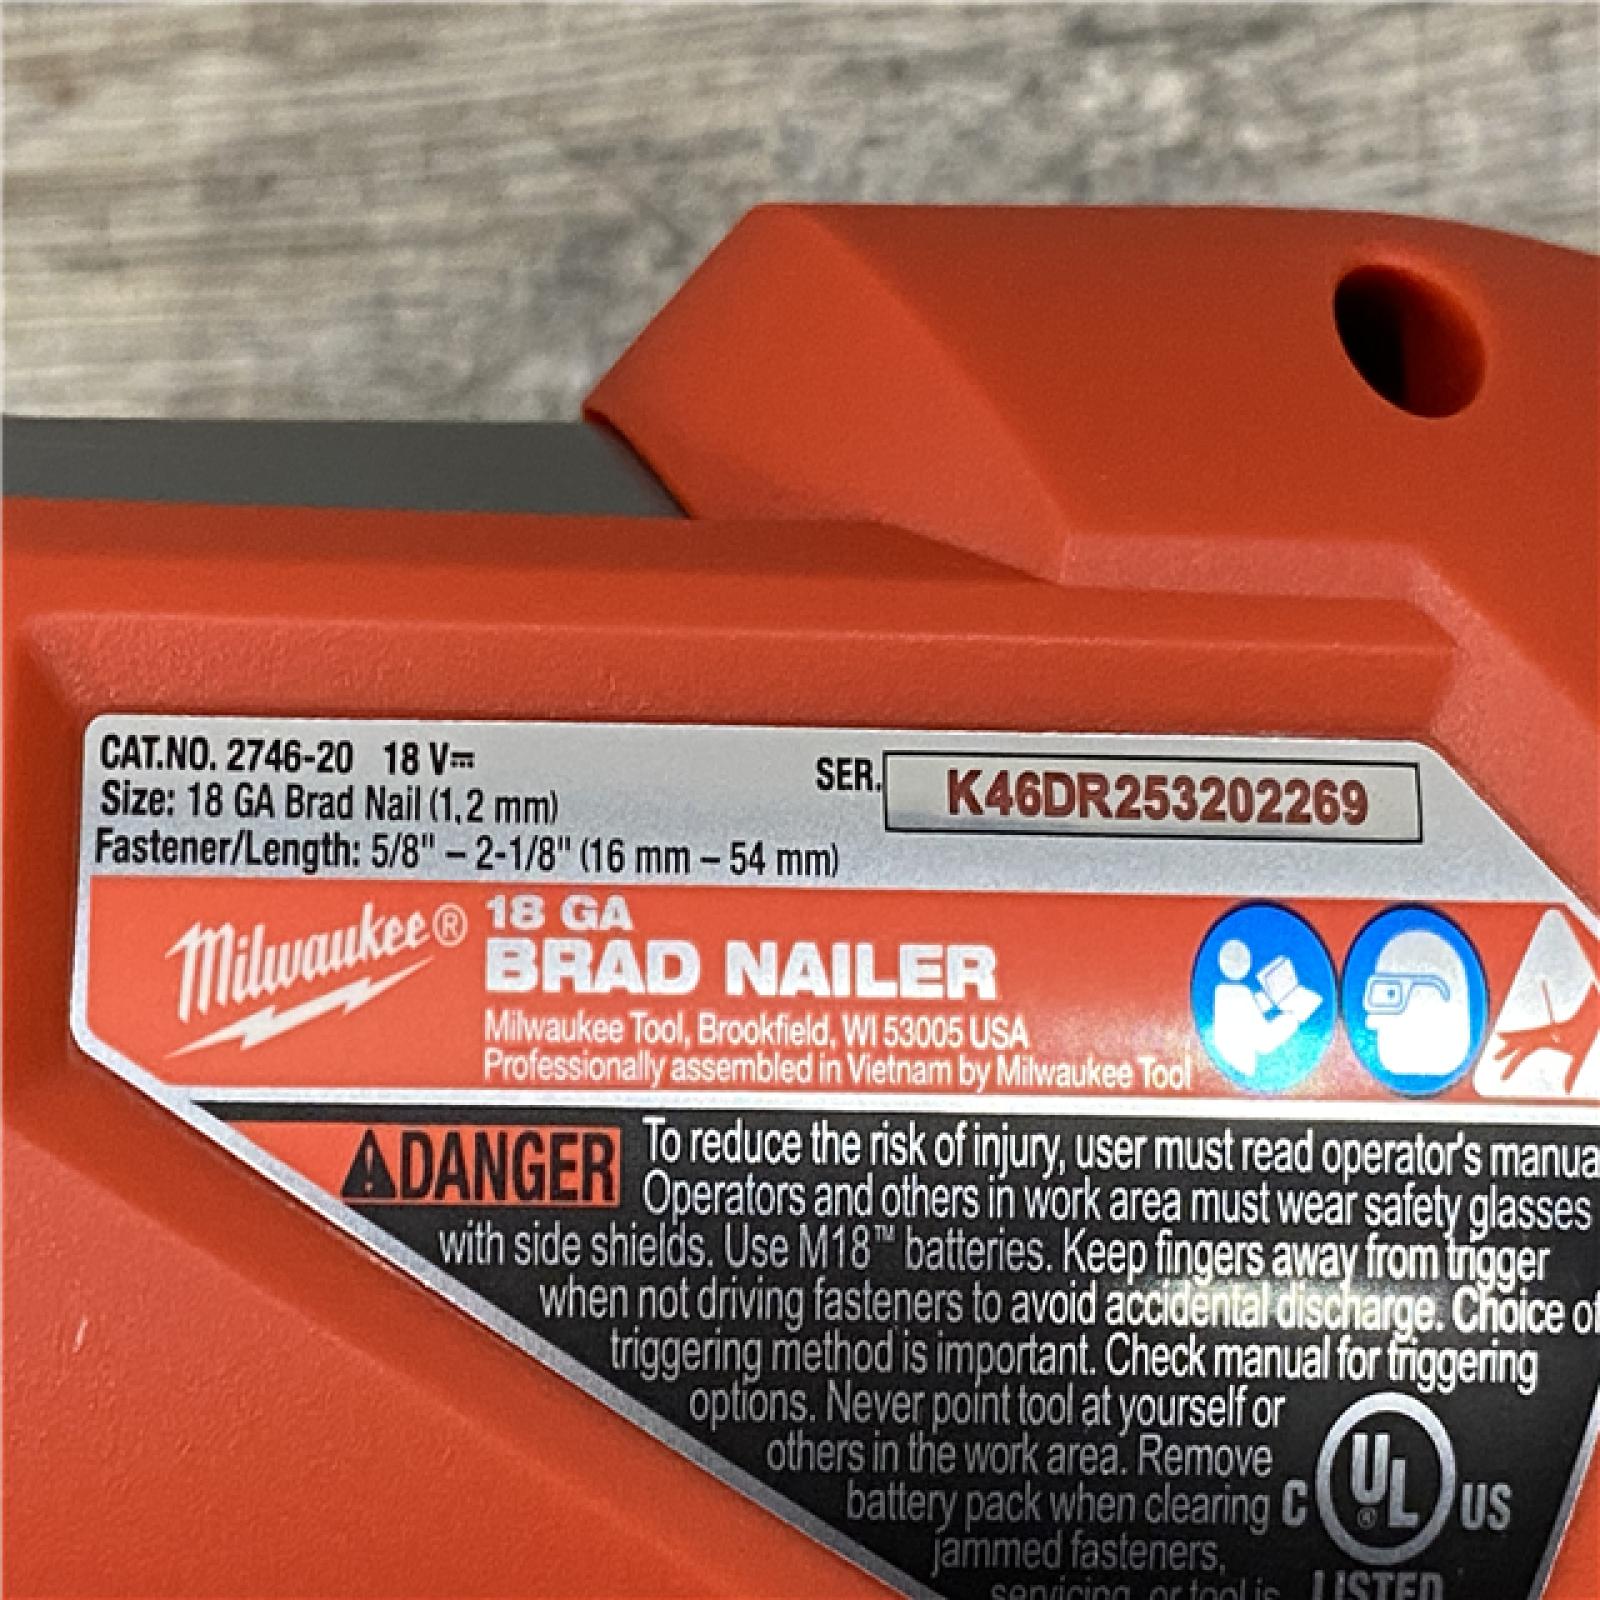 CAT.NO. 2746-20 18 V
SER. K46DR253202269
Size: 18 GA Brad Nail (1,2 mm)
Fastener/Length: 5/8" – 2-1/8" (16 mm – 54 mm)
Milwaukee®
18 GA
BRAD NAILER
Milwaukee Tool, Brookfield, WI 53005 USA
Professionally assembled in Vietnam by Milwaukee Tool
DANGER
To reduce the risk of injury, user must read operator's manua
Operators and others in work area must wear safety glasses
with side shields. Use M18™ batteries. Keep fingers away from trigger
when not driving fasteners to avoid accidental discharge. Choice of
triggering method is important. Check manual for triggering
options. Never point tool at yourself or
others in the work area. Remove
battery pack when clearing
jammed fasteners,
servicing, or tool is
C UL® US
LISTED